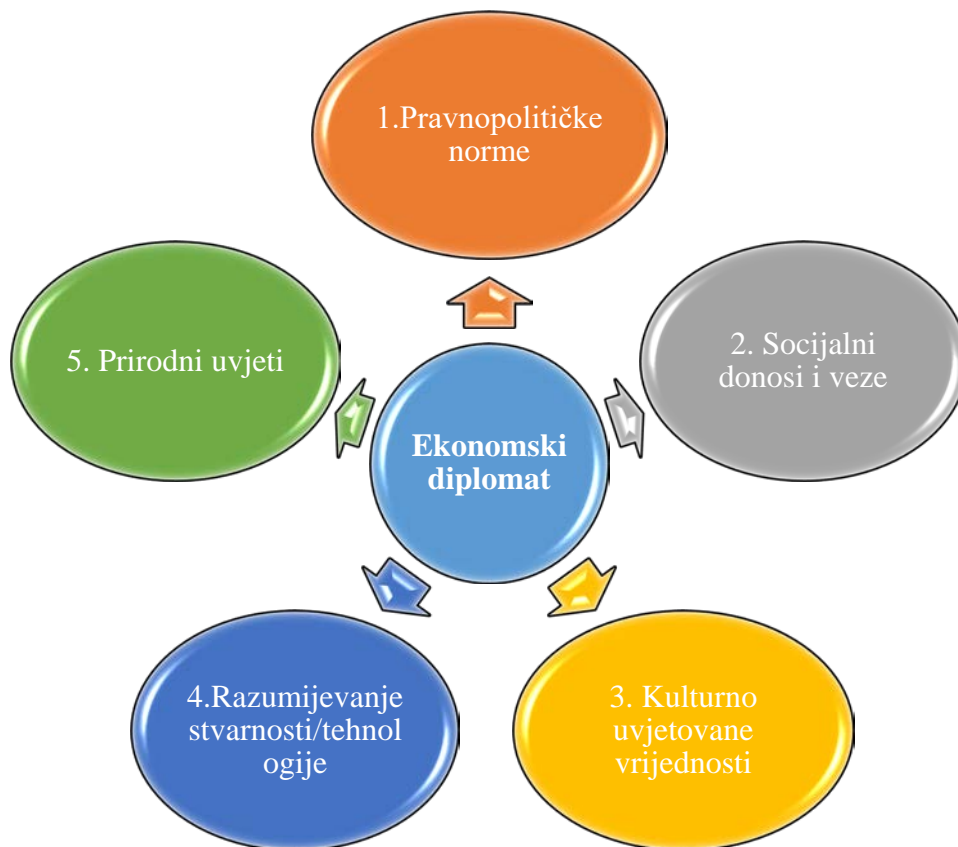 1.Pravnopolitičke
norme
2. Socijalni
donosi i veze
3. Kulturno
uvjetovane
vrijednosti
4.Razumijevanje
stvarnosti/tehnol
ogije
5. Prirodni uvjeti
Ekonomski
diplomat